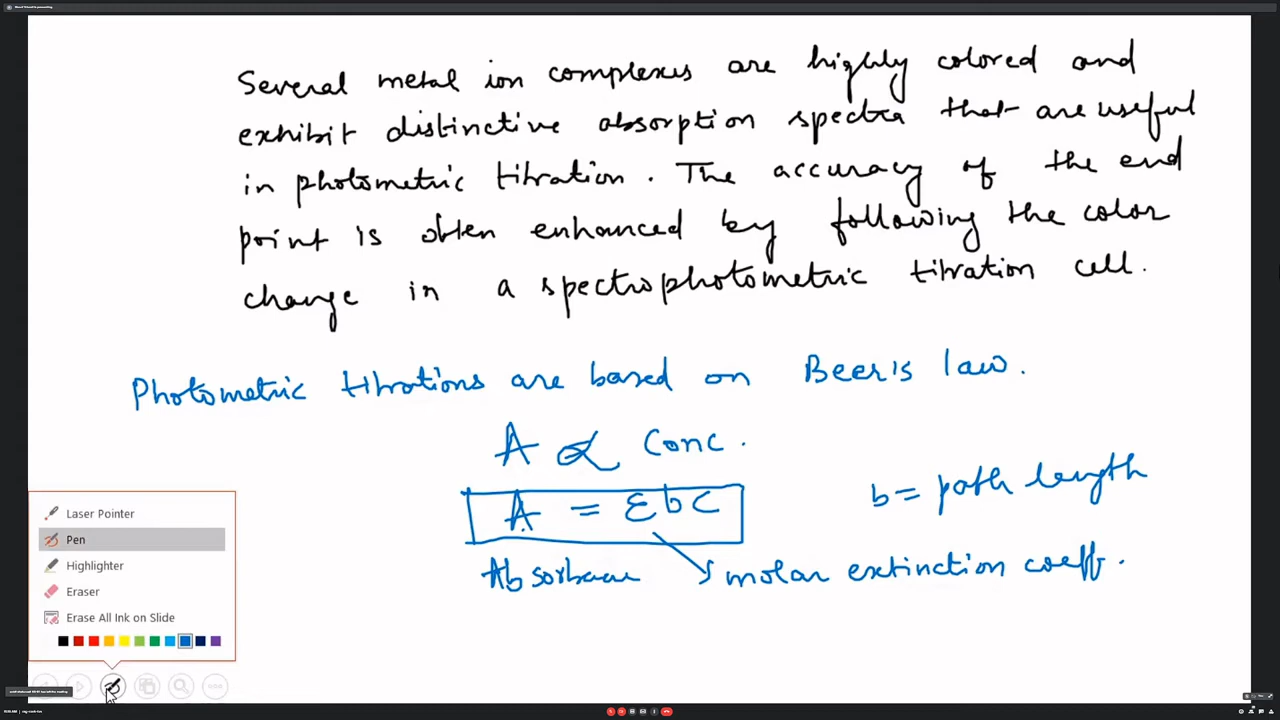 Several metal ion complexes are highly colored and
exhibit distinctive absorption spectra that are useful
in photometric titration. The accuracy of the end
point is often enhanced by following the color
change in a spectrophotometric titration cell.
Photometric titrations are based on Beer's law.
A ∝ Conc.
A = εbc
b = path length
Absorbance
molar extinction coeff.
Laser Pointer
Pen
Highlighter
Eraser
Erase All Ink on Slide